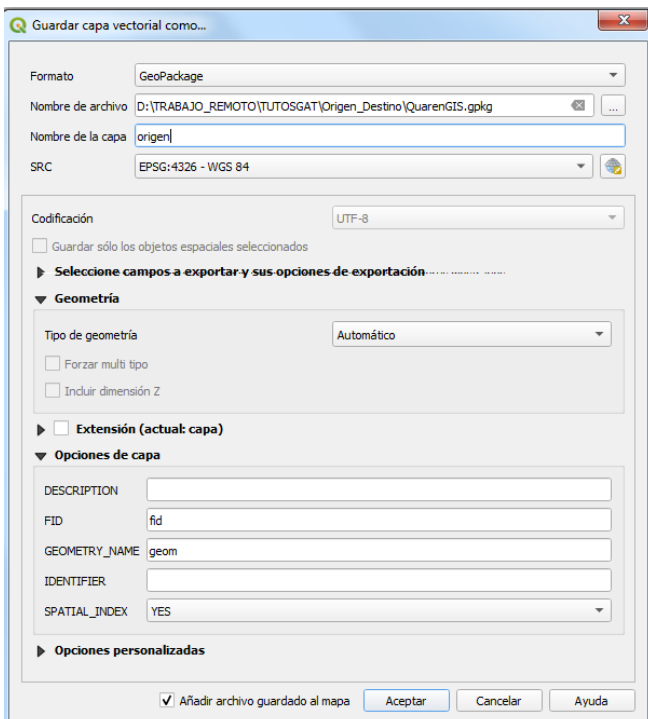 Guardar capa vectorial como...
Formato GeoPackage
Nombre de archivo D:\TRABAJO_REMOTO\TUTOSGAT\Origen_Destino\QuarenGIS.gpkg ...
Nombre de la capa origen
SRC EPSG:4326 - WGS 84
Codificación UTF-8
Guardar sólo los objetos espaciales seleccionados
Seleccione campos a exportar y sus opciones de exportación
Geometría
Tipo de geometría Automático
Forzar multi tipo
Incluir dimensión Z
Extensión (actual: capa)
Opciones de capa
DESCRIPTION
FID fid
GEOMETRY_NAME geom
IDENTIFIER
SPATIAL_INDEX YES
Opciones personalizadas
Añadir archivo guardado al mapa Aceptar Cancelar Ayuda